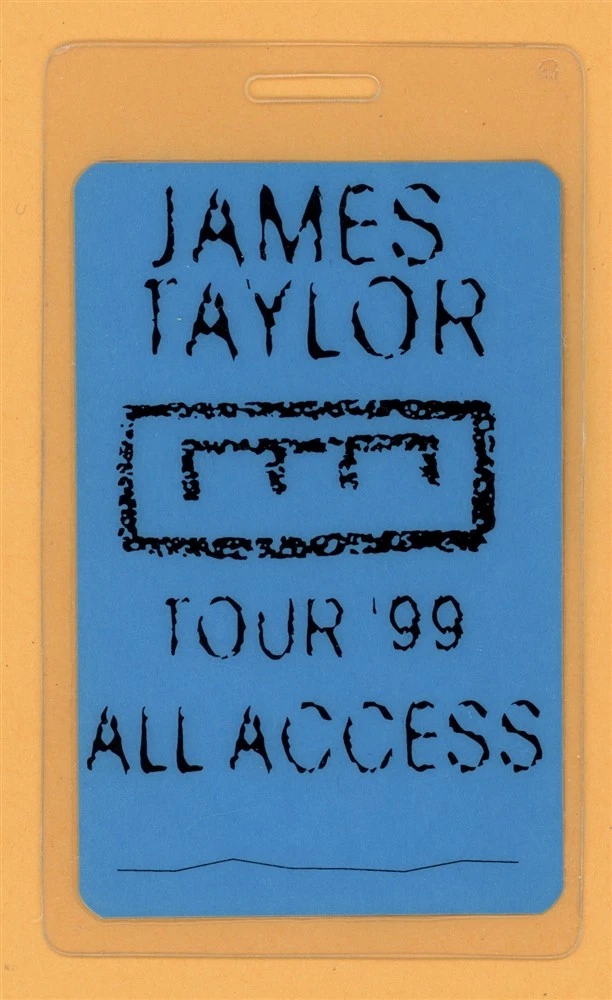 JAMES
TAYLOR
TOUR '99
ALL ACCESS